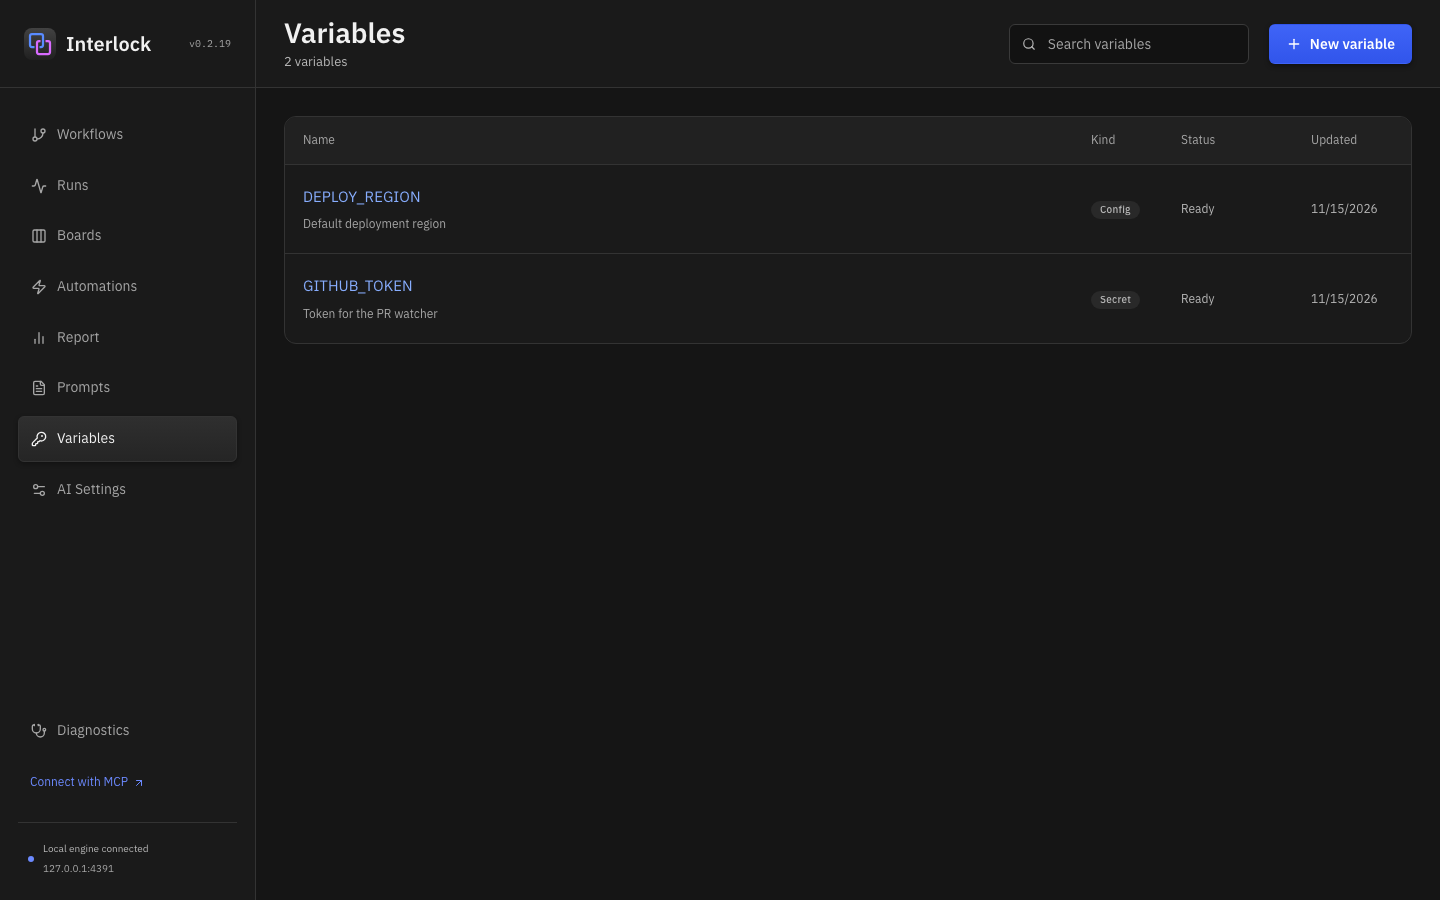 Interlock
v0.2.19
Workflows
Runs
Boards
Automations
Report
Prompts
Variables
AI Settings
Diagnostics
Connect with MCP
Local engine connected
127.0.0.1:4391
Variables
2 variables
Search variables
New variable
Name Kind Status Updated
DEPLOY_REGION
Default deployment region
Config Ready 11/15/2026
GITHUB_TOKEN
Token for the PR watcher
Secret Ready 11/15/2026